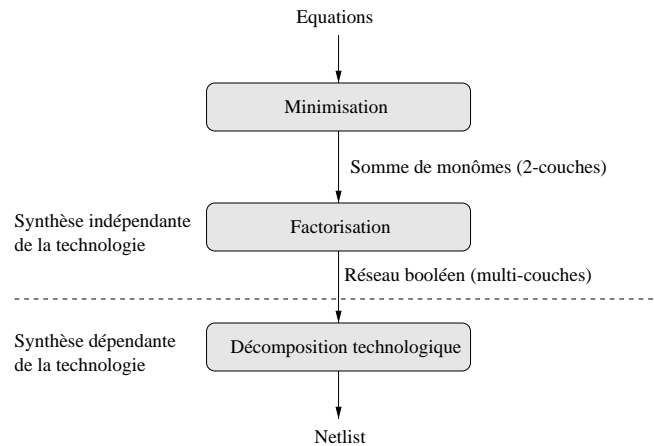 Equations
Minimisation
Somme de monômes (2-couches)
Synthèse indépendante
de la technologie
Factorisation
Réseau booléen (multi-couches)
Synthèse dépendante
de la technologie
Décomposition technologique
Netlist